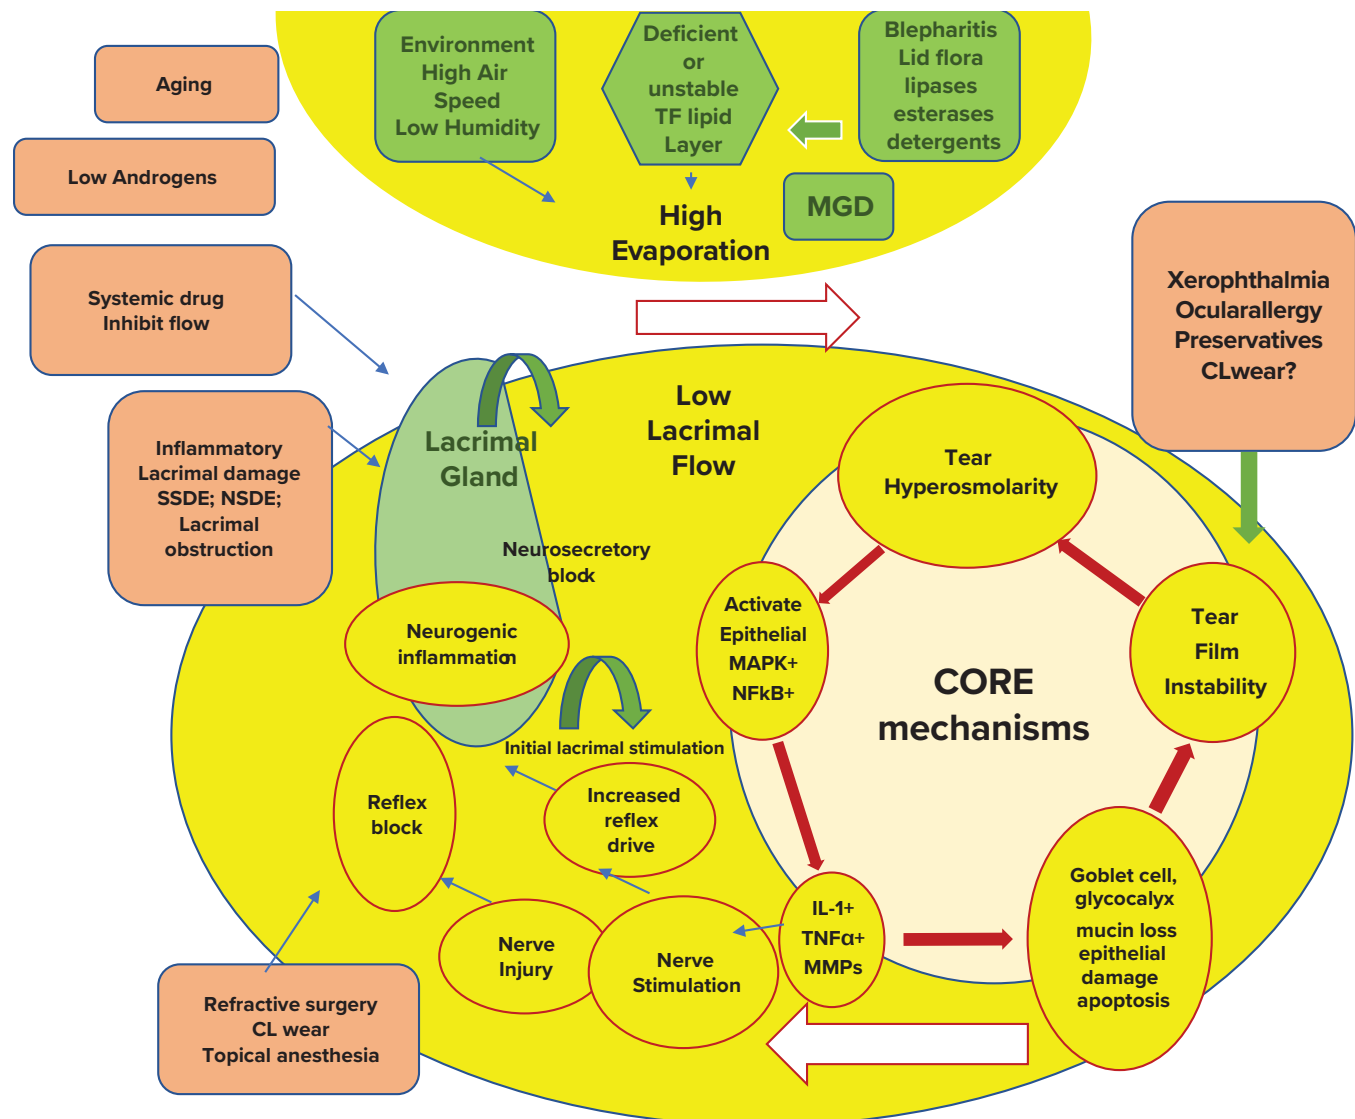 Environment
High Air
Speed
Low Humidity
Deficient
or
unstable
TF lipid
Layer
Blepharitis
Lid flora
lipases
esterases
detergents
Aging
Low Androgens
MGD
High
Evaporation
Systemic drug
Inhibit flow
Xerophthalmia
Ocularallergy
Preservatives
CLwear?
Inflammatory
Lacrimal damage
SSDE; NSDE;
Lacrimal
obstruction
Lacrimal
Gland
Low
Lacrimal
Flow
Tear
Hyperosmolarity
Neurosecretory
block
Neurogenic
inflammation
Activate
Epithelial
MAPK+
NFkB+
CORE
mechanisms
Tear
Film
Instability
Initial lacrimal stimulation
Reflex
block
Increased
reflex
drive
Goblet cell,
glycocalyx
mucin loss
epithelial
damage
apoptosis
IL-1+
TNFα+
MMPs
Nerve
Injury
Nerve
Stimulation
Refractive surgery
CL wear
Topical anesthesia